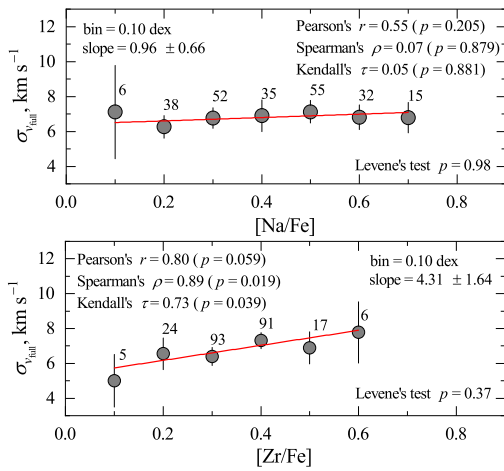 bin = 0.10 dex
slope = 0.96 ± 0.66
Pearson's r = 0.55 ( p = 0.205)
Spearman's ρ = 0.07 ( p = 0.879)
Kendall's τ = 0.05 ( p = 0.881)
6 38 52 35 55 32 15
Levene's test p = 0.98
12
10
8
6
4
σ_vfull, km s⁻¹
0.0 0.2 0.4 0.6 0.8
[Na/Fe]
Pearson's r = 0.80 ( p = 0.059)
Spearman's ρ = 0.89 ( p = 0.019)
Kendall's τ = 0.73 ( p = 0.039)
bin = 0.10 dex
slope = 4.31 ± 1.64
5 24 93 91 17 6
Levene's test p = 0.37
12
10
8
6
4
σ_vfull, km s⁻¹
0.0 0.2 0.4 0.6 0.8
[Zr/Fe]